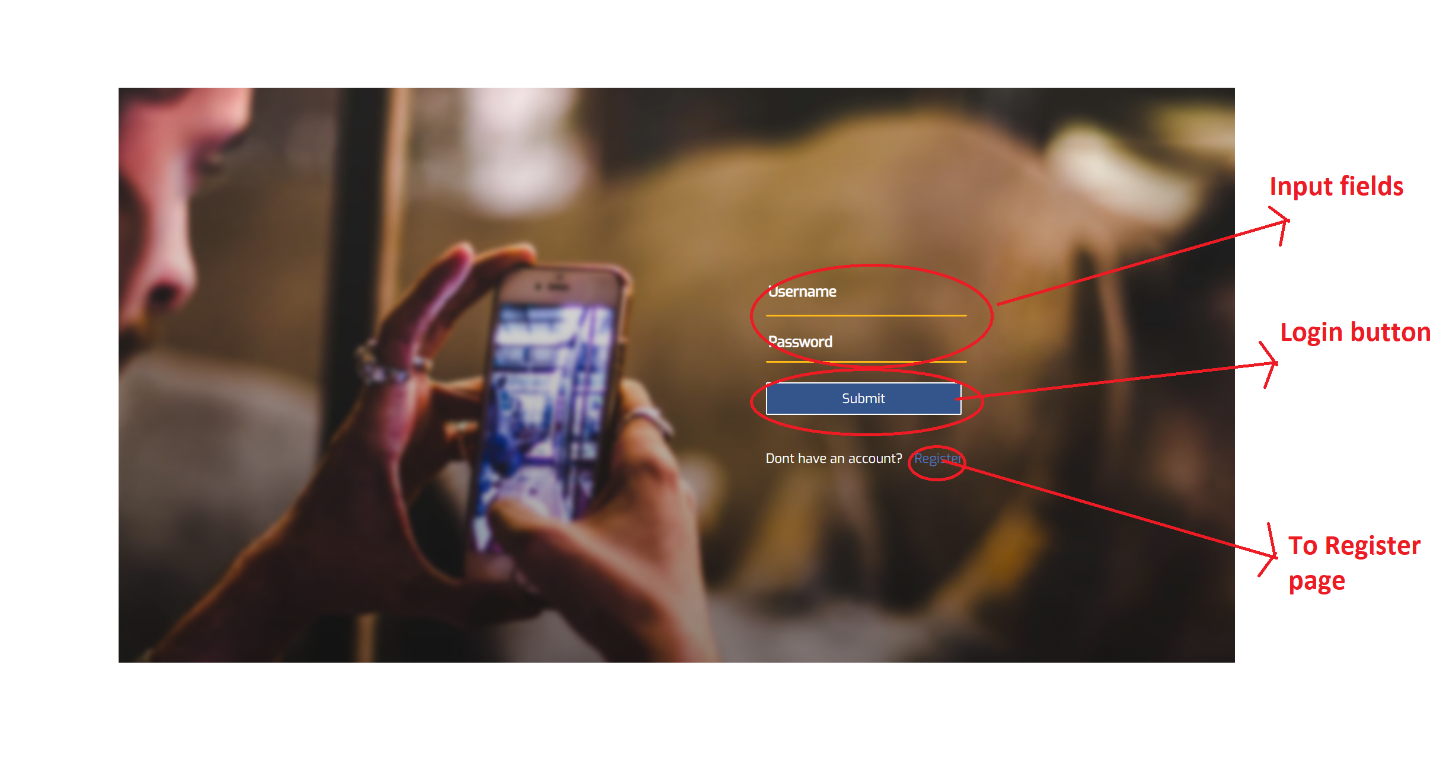 Input fields
Username
Login button
Password
Submit
Dont have an account? Register
To Register
page